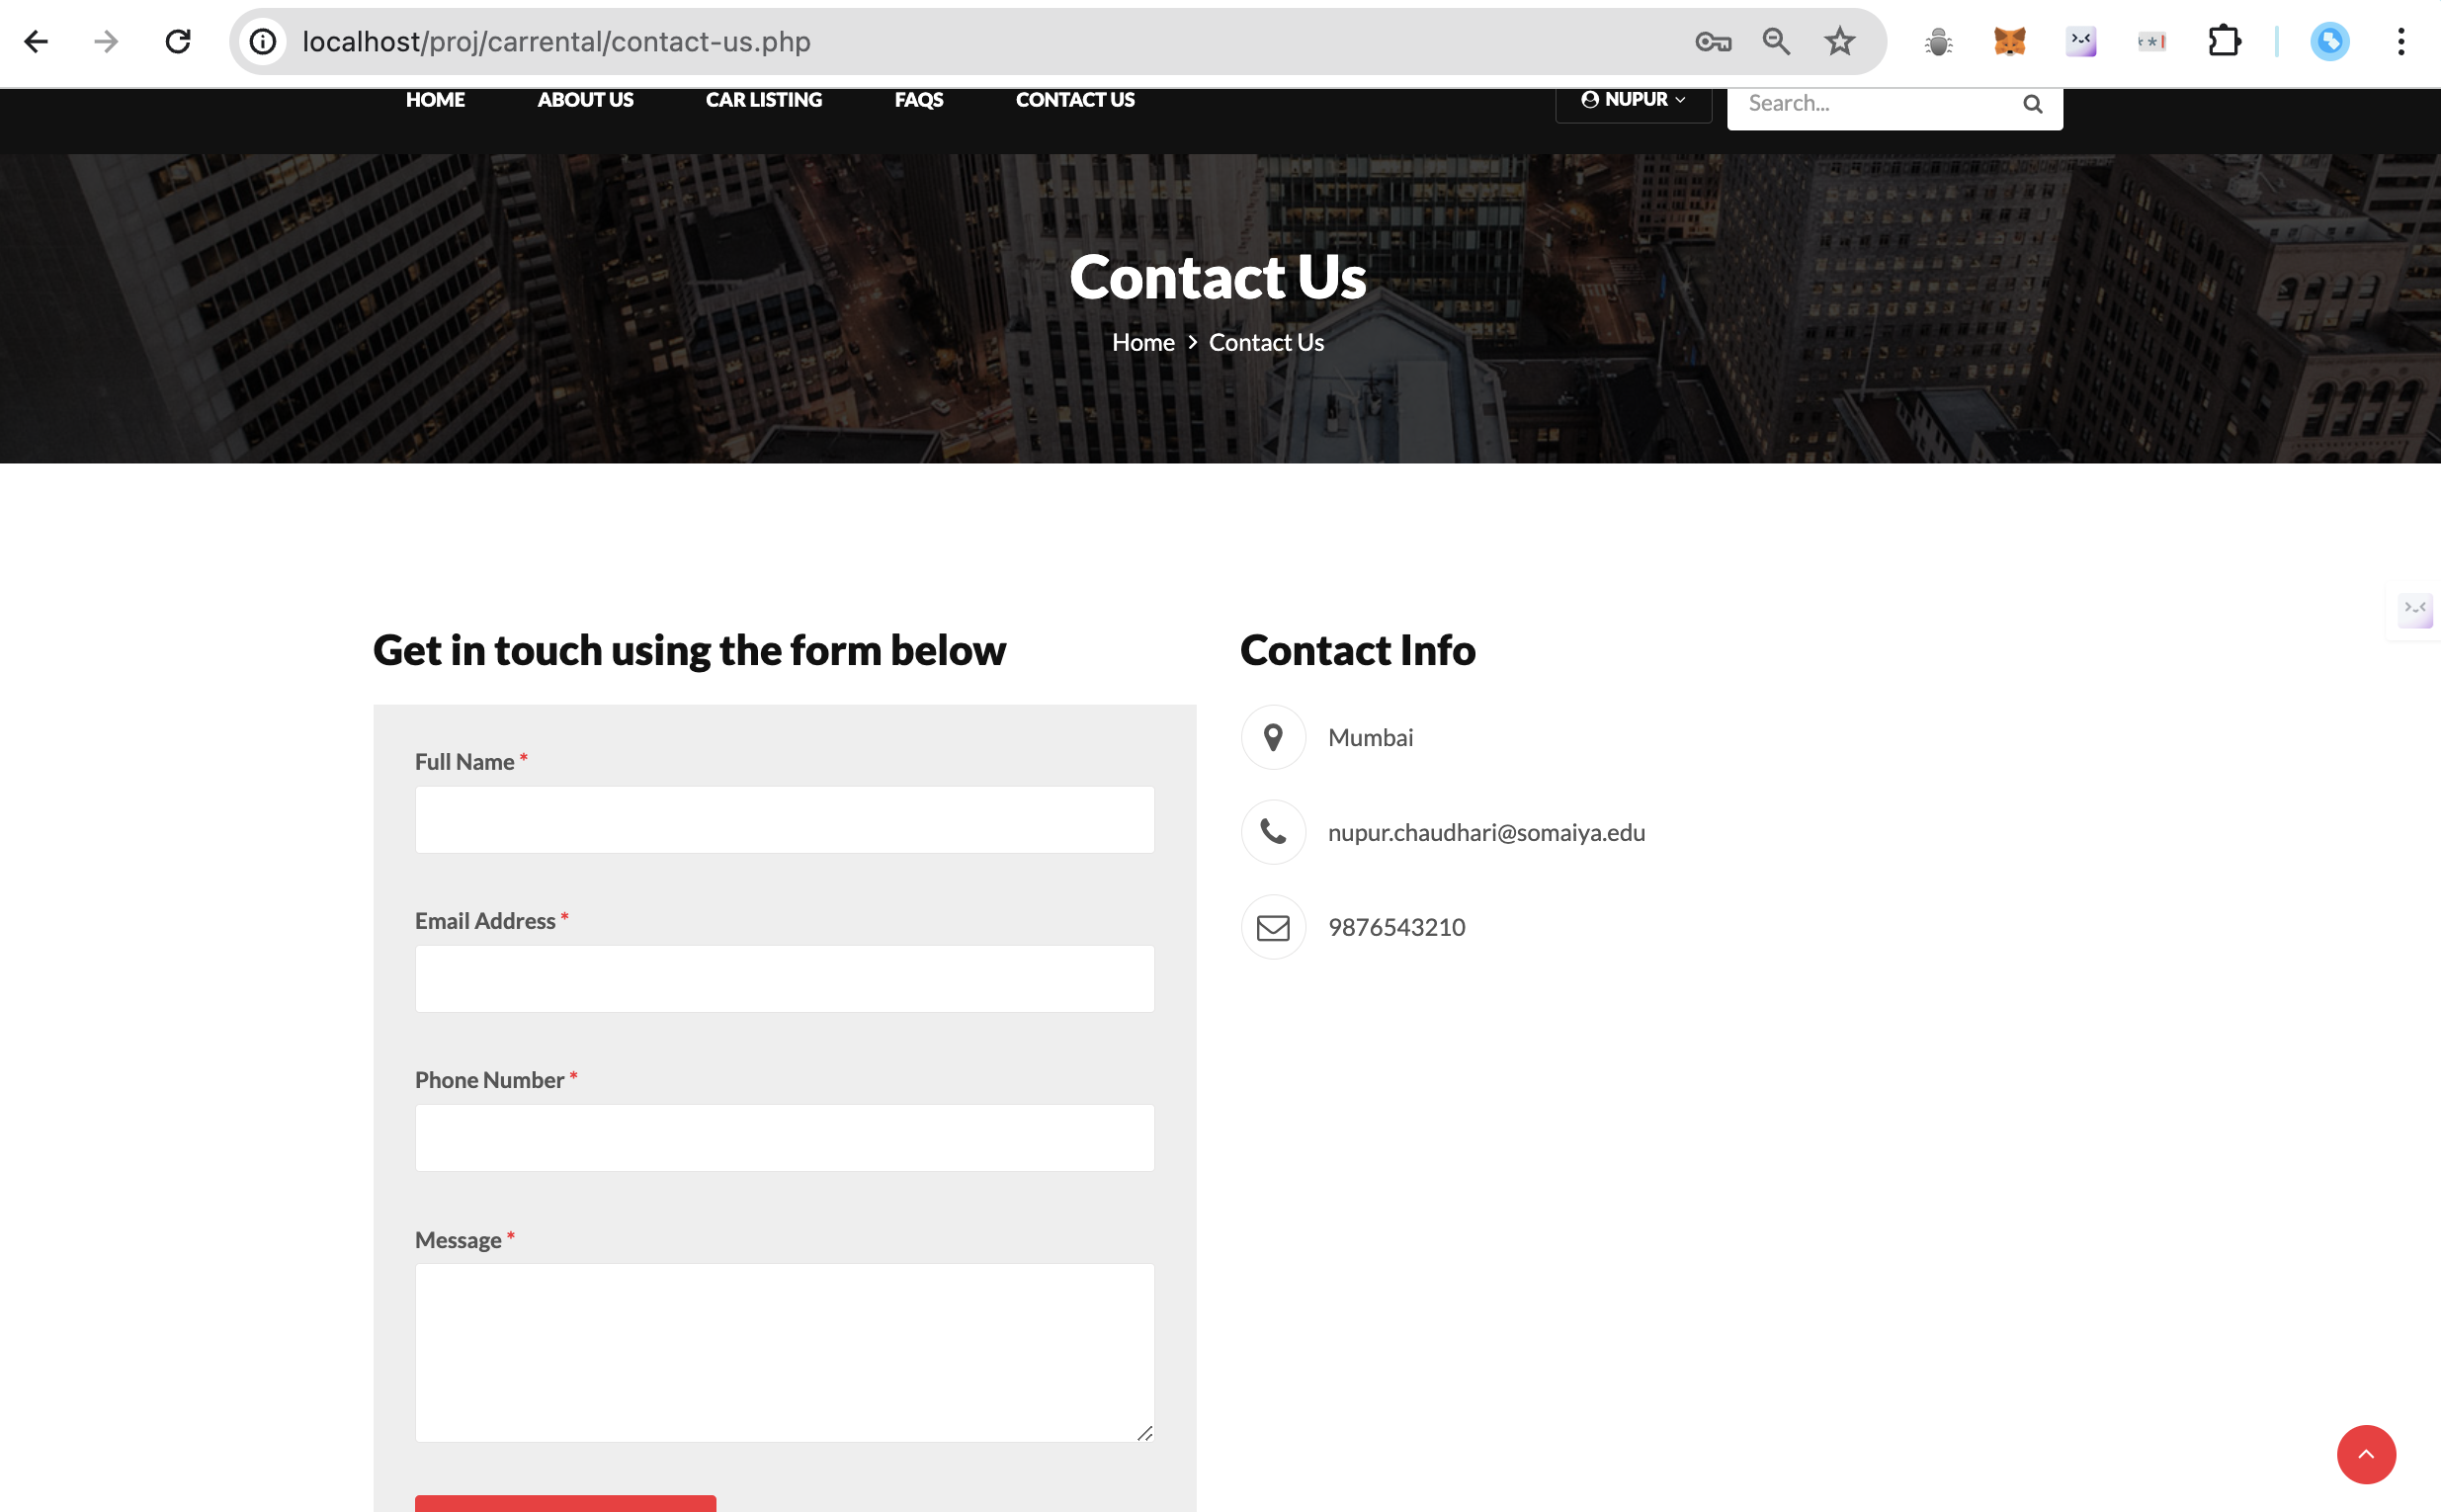 localhost/proj/carrental/contact-us.php
HOME ABOUT US CAR LISTING FAQS CONTACT US NUPUR Search...
Contact Us
Home > Contact Us
Get in touch using the form below
Full Name *
Email Address *
Phone Number *
Message *
Contact Info
Mumbai
nupur.chaudhari@somaiya.edu
9876543210